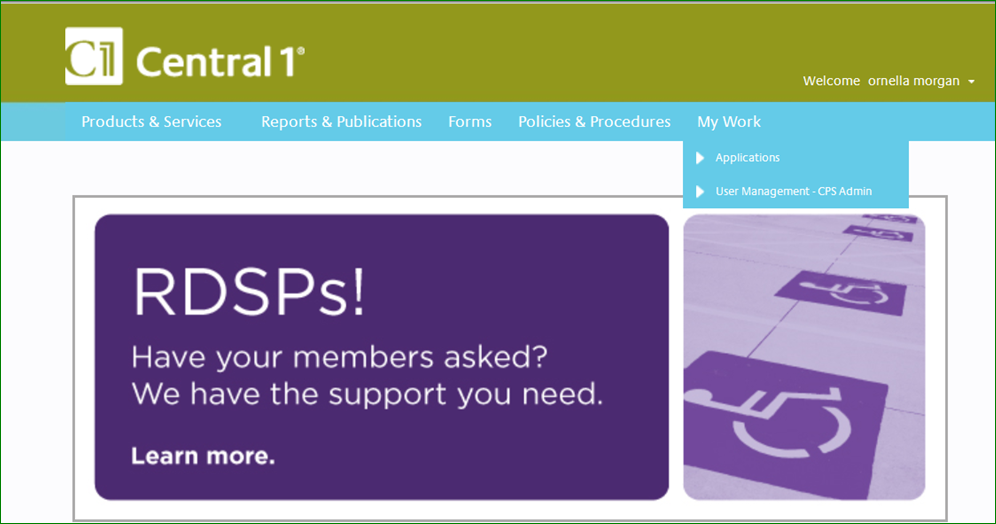 C1 Central 1®
Welcome ornella morgan
Products & Services Reports & Publications Forms Policies & Procedures My Work
Applications
User Management - CPS Admin
RDSPs!
Have your members asked?
We have the support you need.
Learn more.